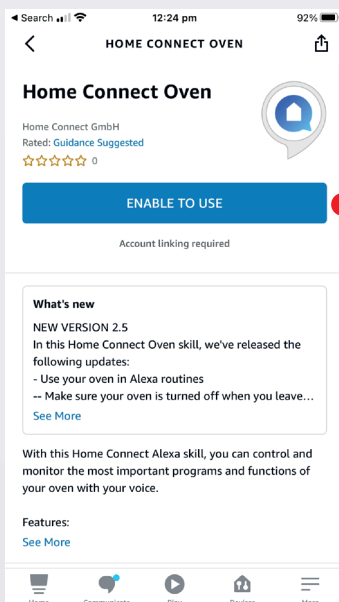 Search
12:24 pm
92%
HOME CONNECT OVEN
Home Connect Oven
Home Connect GmbH
Rated: Guidance Suggested
0
ENABLE TO USE
Account linking required
What's new
NEW VERSION 2.5
In this Home Connect Oven skill, we've released the
following updates:
- Use your oven in Alexa routines
-- Make sure your oven is turned off when you leave...
See More
With this Home Connect Alexa skill, you can control and
monitor the most important programs and functions of
your oven with your voice.
Features:
See More